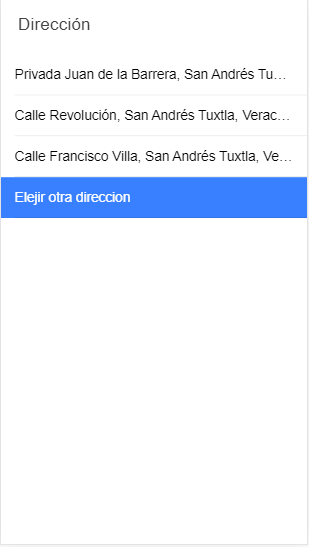 Dirección
Privada Juan de la Barrera, San Andrés Tu...
Calle Revolución, San Andrés Tuxtla, Verac...
Calle Francisco Villa, San Andrés Tuxtla, Ve...
Elejir otra direccion